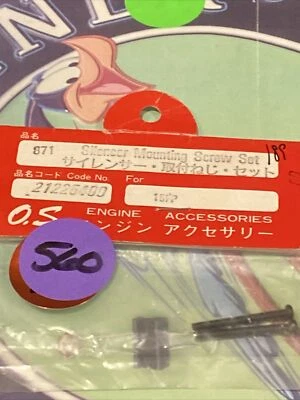 品名 871 Silencer Mounting Screw Set 18P
サイレンサー・取付ねじ・セット
品名コード Code No. For
21226400 15FP
O.S. ENGINE ACCESSORIES
ンジン アクセサリー
560